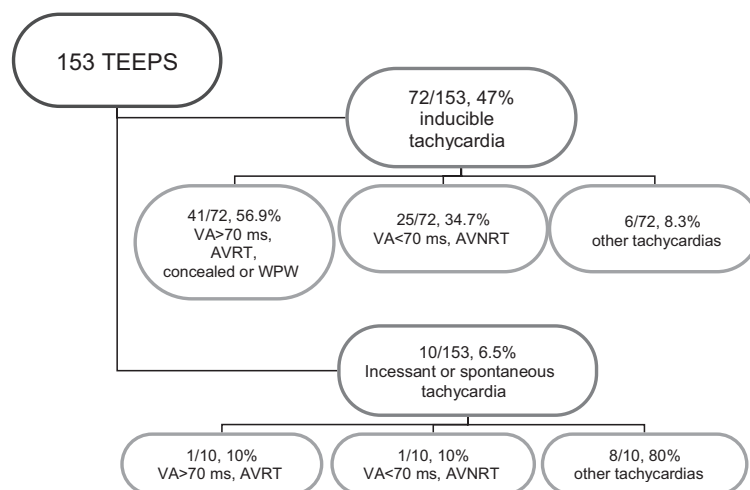 153 TEEPS
72/153, 47%
inducible
tachycardia
41/72, 56.9%
VA>70 ms,
AVRT,
concealed or WPW
25/72, 34.7%
VA<70 ms, AVNRT
6/72, 8.3%
other tachycardias
10/153, 6.5%
Incessant or spontaneous
tachycardia
1/10, 10%
VA>70 ms, AVRT
1/10, 10%
VA<70 ms, AVNRT
8/10, 80%
other tachycardias